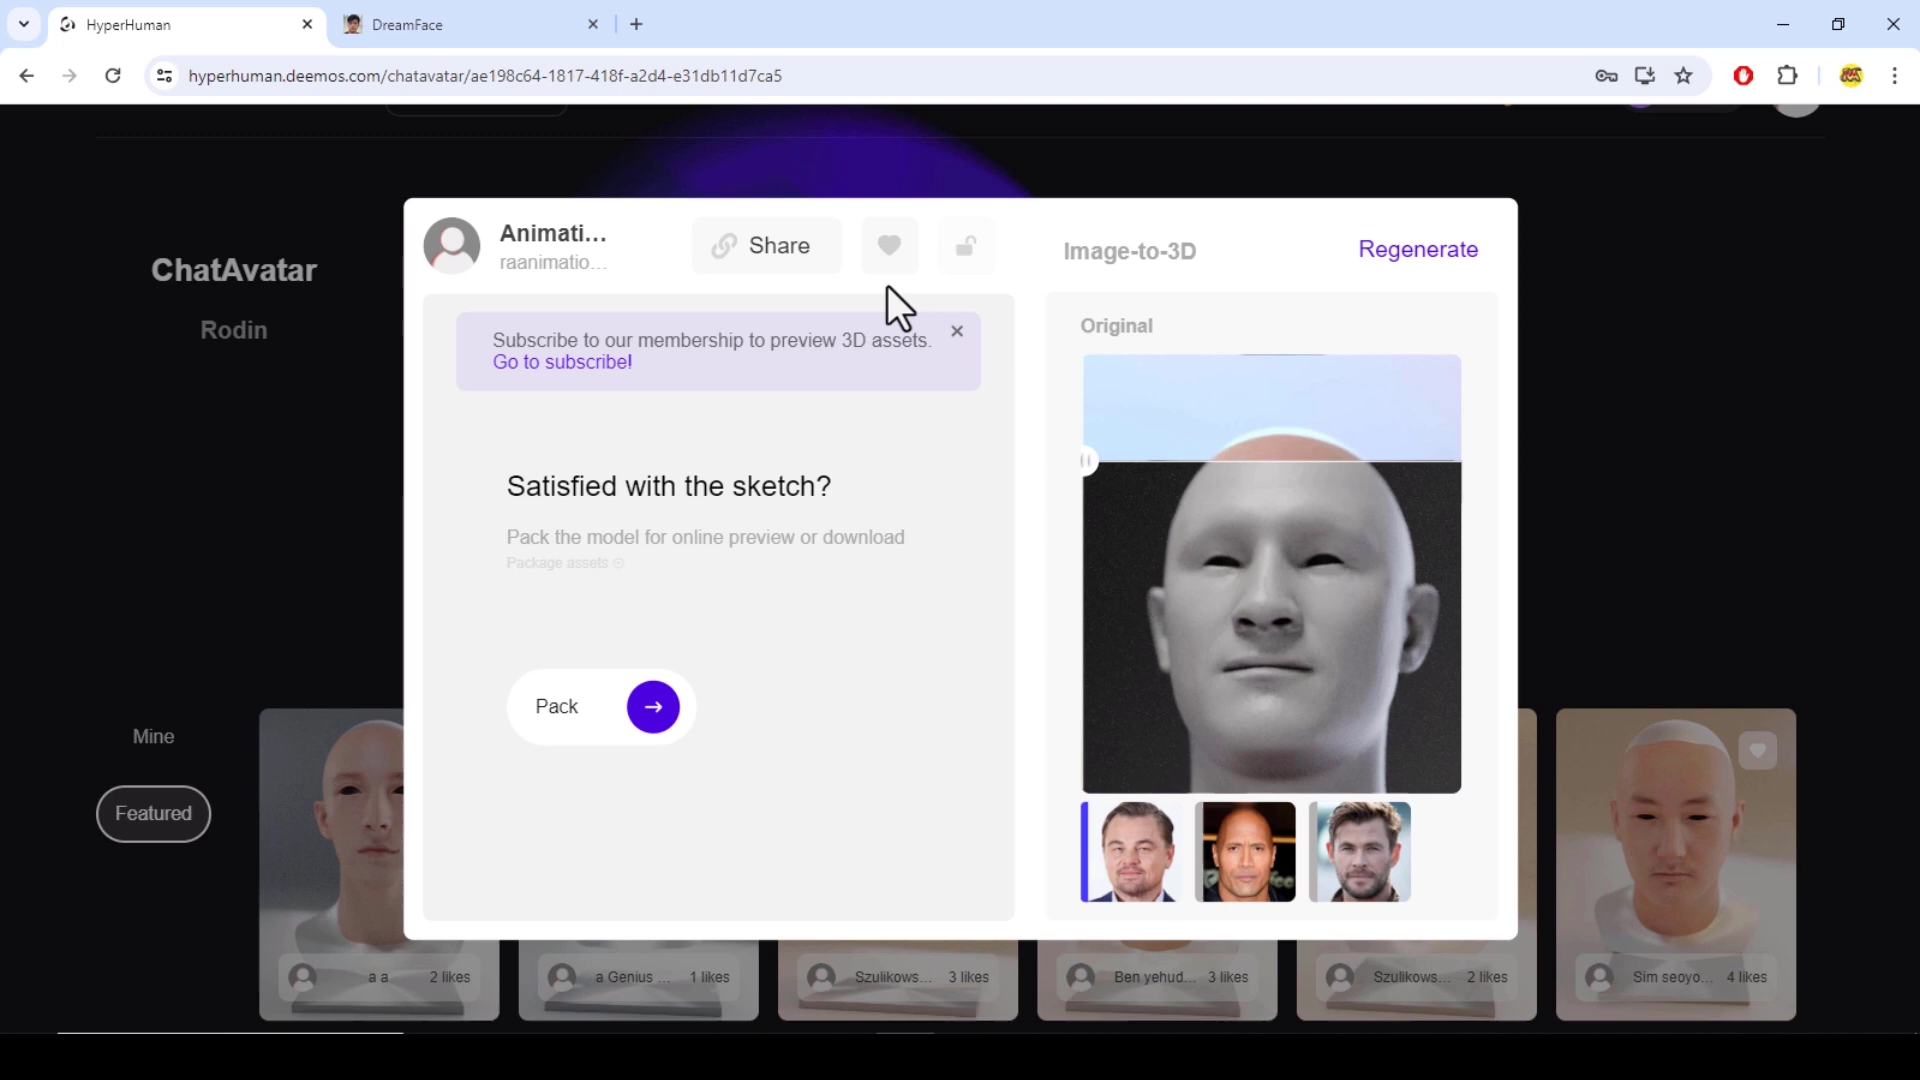 HyperHuman
DreamFace
hyperhuman.deemos.com/chatavatar/ae198c64-1817-418f-a2d4-e31db11d7ca5
ChatAvatar
Rodin
Animati...
raanimatio...
Share
Subscribe to our membership to preview 3D assets.
Go to subscribe!
Satisfied with the sketch?
Pack the model for online preview or download
Package assets
Pack
Image-to-3D
Regenerate
Original
Mine
Featured
a a 2 likes
a Genius ... 1 likes
Szulikows... 3 likes
Ben yehud... 3 likes
Szulikows... 2 likes
Sim seoyo... 4 likes